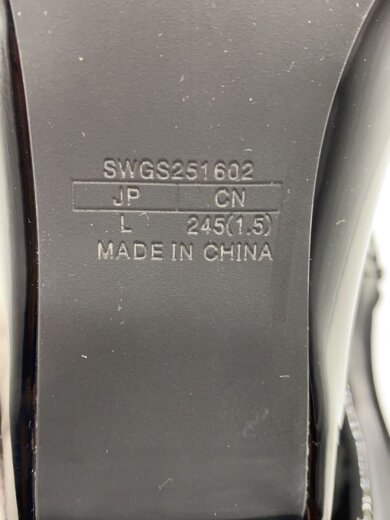 SWGS251602
JP CN
L 245(1.5)
MADE IN CHINA